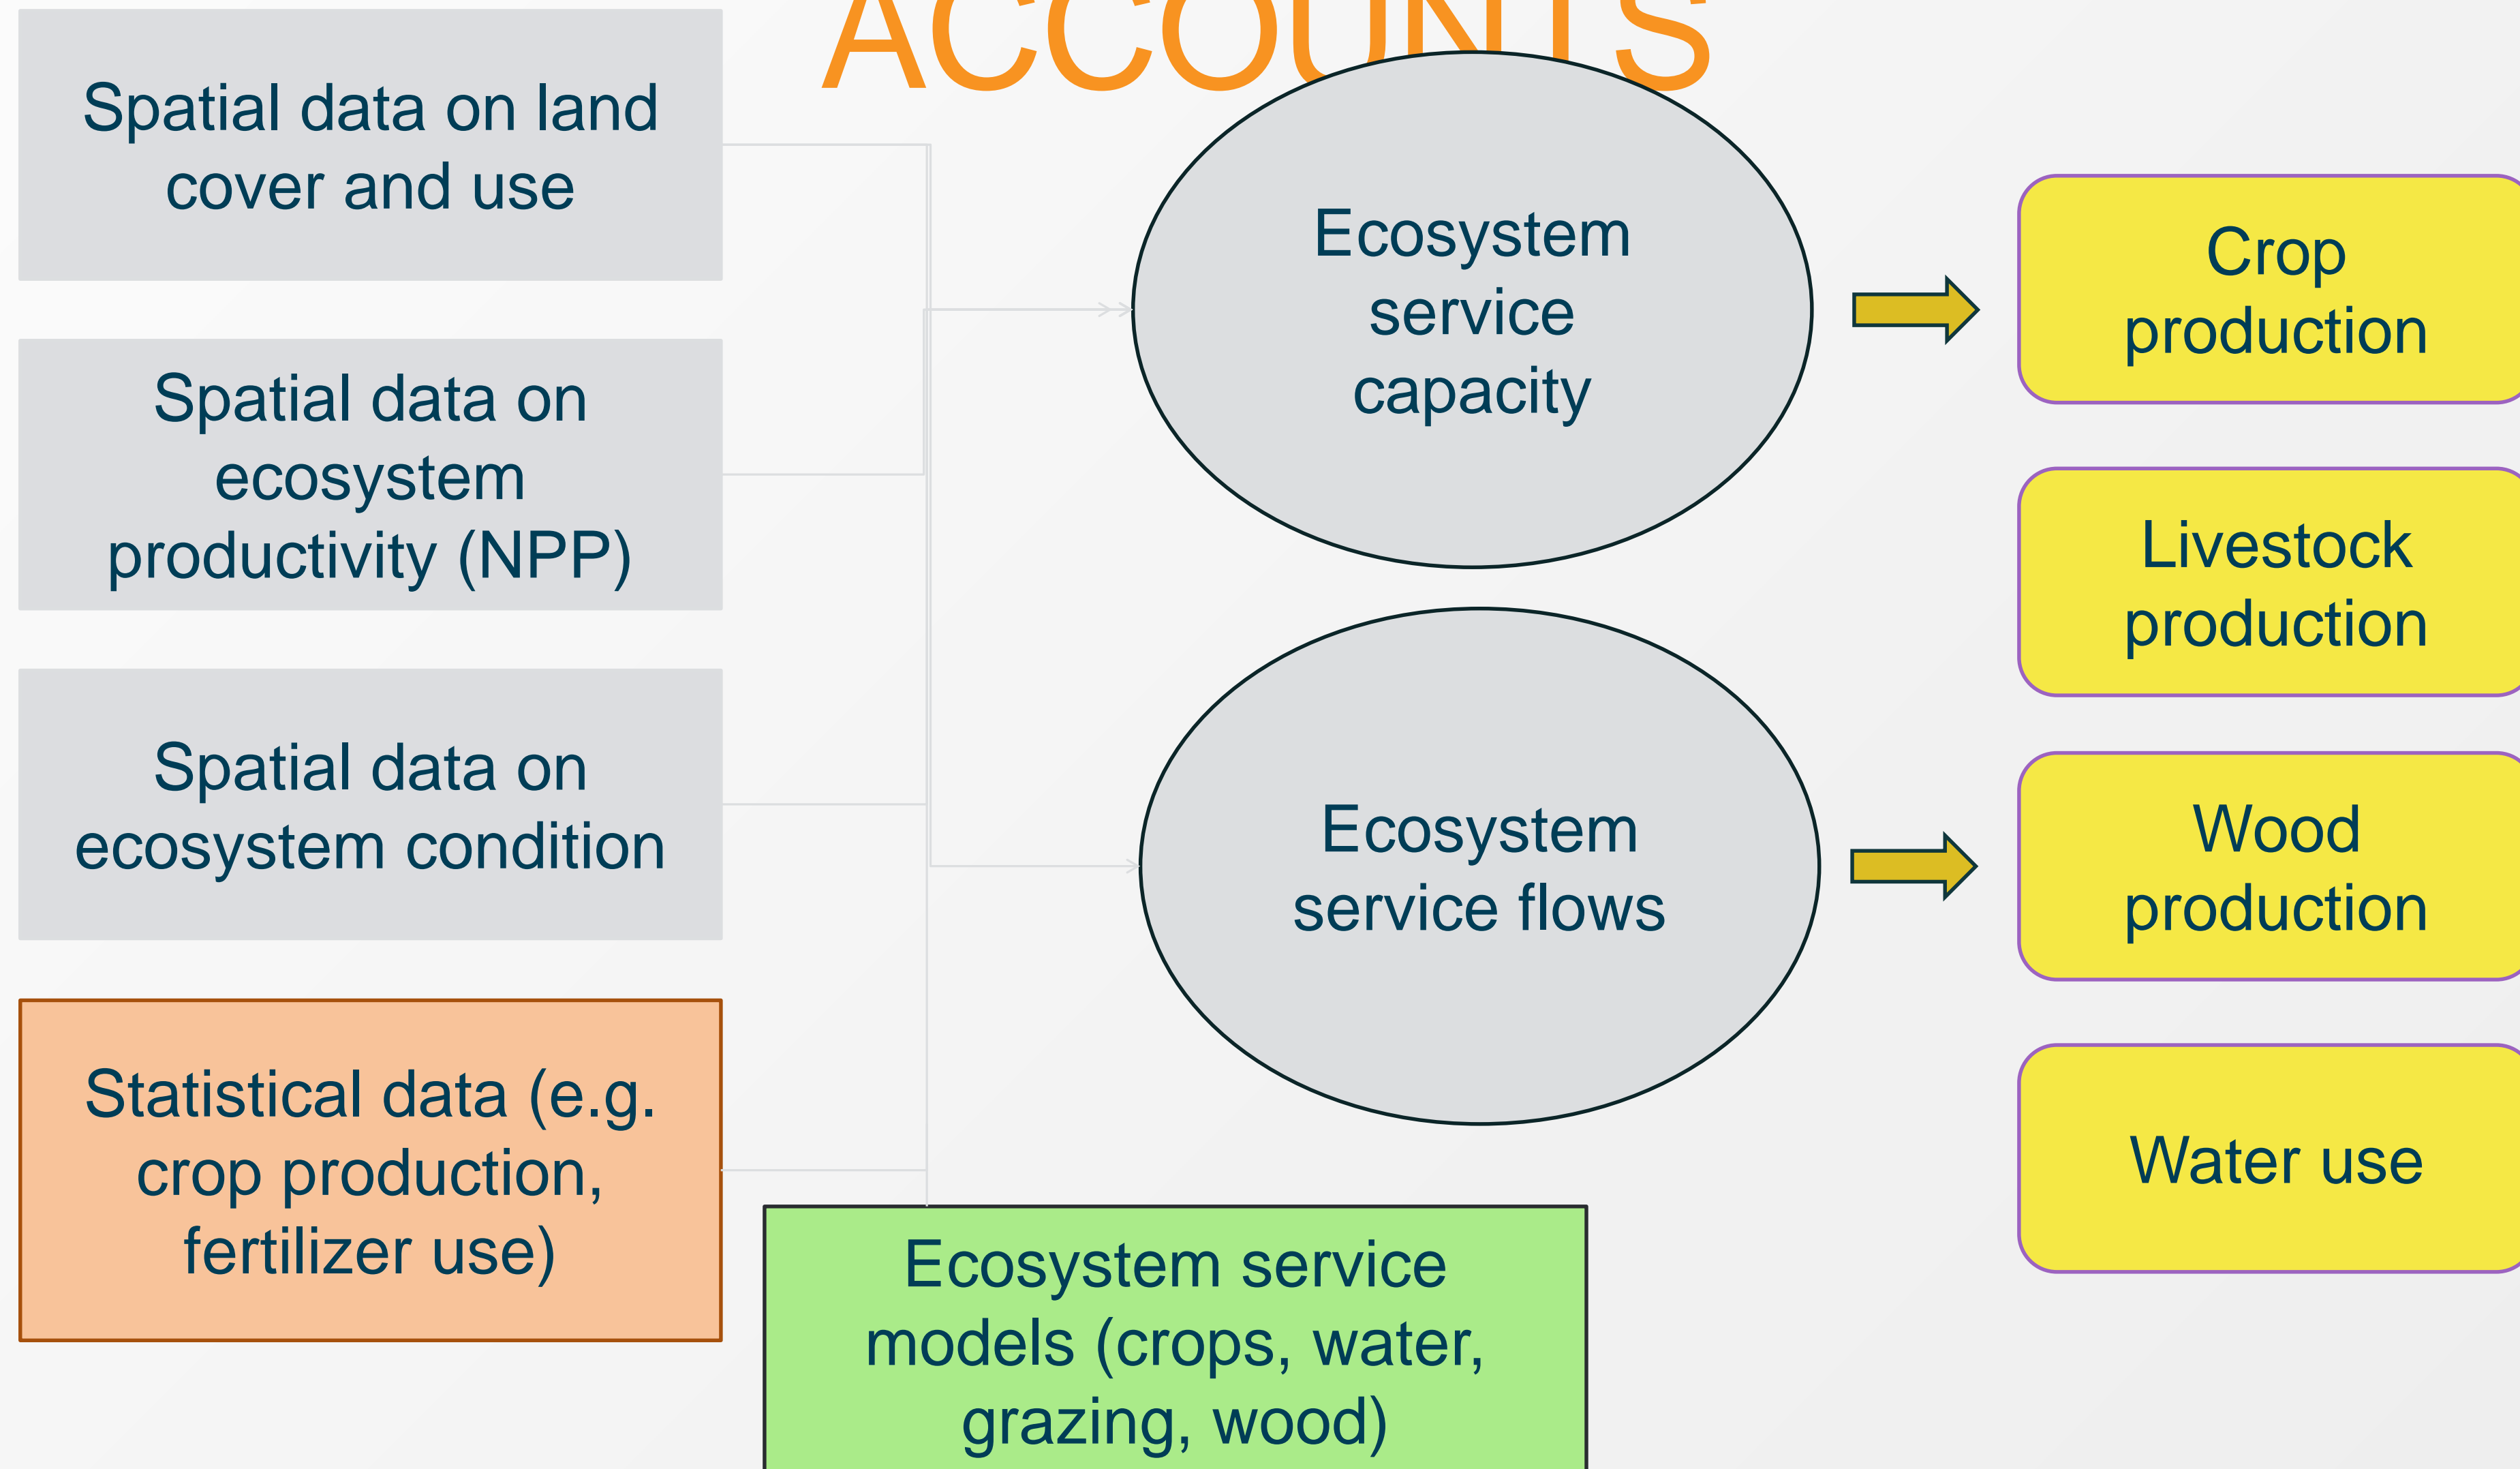 ACCOUNTS
Spatial data on land
cover and use
Spatial data on
ecosystem
productivity (NPP)
Spatial data on
ecosystem condition
Statistical data (e.g.
crop production,
fertilizer use)
Ecosystem
service
capacity
Ecosystem
service flows
Ecosystem service
models (crops, water,
grazing, wood)
Crop
production
Livestock
production
Wood
production
Water use